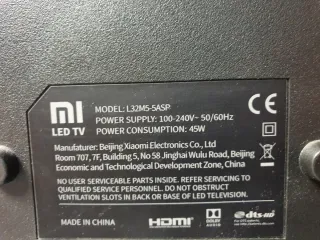 MI
LED TV
MODEL: L32M5-5ASP
POWER SUPPLY: 100-240V~ 50/60Hz
POWER CONSUMPTION: 45W
CE
Manufacturer: Beijing Xiaomi Electronics Co., Ltd
Room 707, 7F, Building 5, No 58 Jinghai Wulu Road, Beijing
Economic and Technological Development Zone, China
NO USER SERVICEABLE PARTS INSIDE. REFER SERVICING TO
QUALIFIED SERVICE PERSONNEL. DO NOT OBSTRUCT
VENTILATION SLOTS IN BACK OR BASE OF LED TELEVISION.
MADE IN CHINA
HDMI
DOLBY
AUDIO
dts-HD